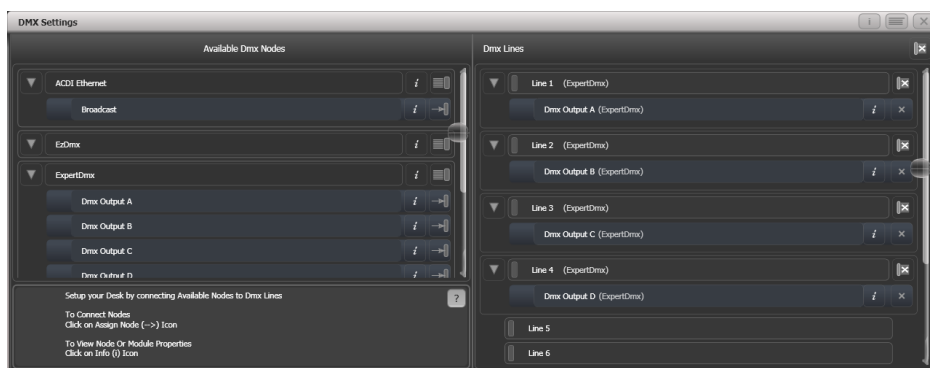 DMX Settings
i
Available Dmx Nodes
ACDI Ethernet i
Broadcast i
EzDmx i
ExpertDmx i
Dmx Output A i
Dmx Output B i
Dmx Output C i
Dmx Output D i
Setup your Desk by connecting Available Nodes to Dmx Lines ?
To Connect Nodes
Click on Assign Node (-->) Icon
To View Node Or Module Properties
Click on Info (i) Icon
Dmx Lines
Line 1 (ExpertDmx)
Dmx Output A (ExpertDmx) i
Line 2 (ExpertDmx)
Dmx Output B (ExpertDmx) i
Line 3 (ExpertDmx)
Dmx Output C (ExpertDmx) i
Line 4 (ExpertDmx)
Dmx Output D (ExpertDmx) i
Line 5
Line 6